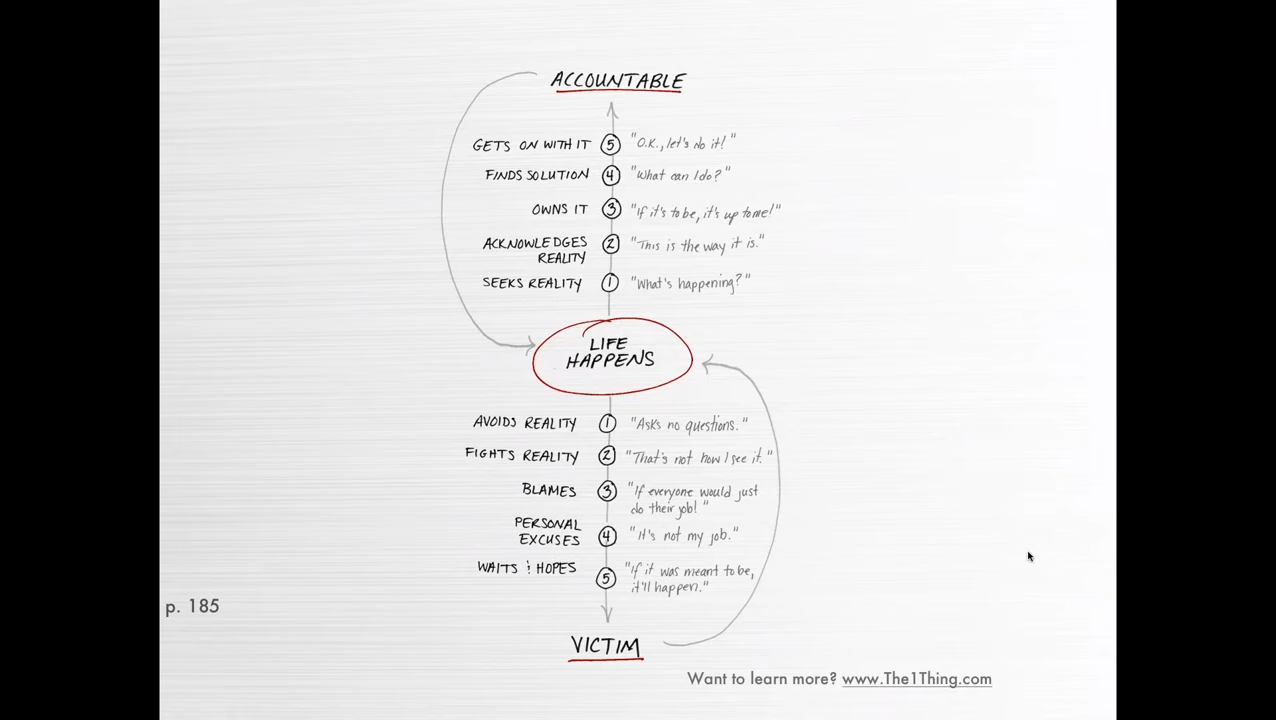 ACCOUNTABLE
GETS ON WITH IT 5 "O.K., let's do it!"
FINDS SOLUTION 4 "What can I do?"
OWNS IT 3 "If it's to be, it's up to me!"
ACKNOWLEDGES 2 "This is the way it is."
REALITY
SEEKS REALITY 1 "What's happening?"
LIFE
HAPPENS
AVOIDS REALITY 1 "Asks no questions."
FIGHTS REALITY 2 "That's not how I see it."
BLAMES 3 "If everyone would just
do their job!"
PERSONAL
EXCUSES 4 "It's not my job."
WAITS & HOPES 5 "If it was meant to be,
it'll happen."
p. 185
VICTIM
Want to learn more? www.The1Thing.com